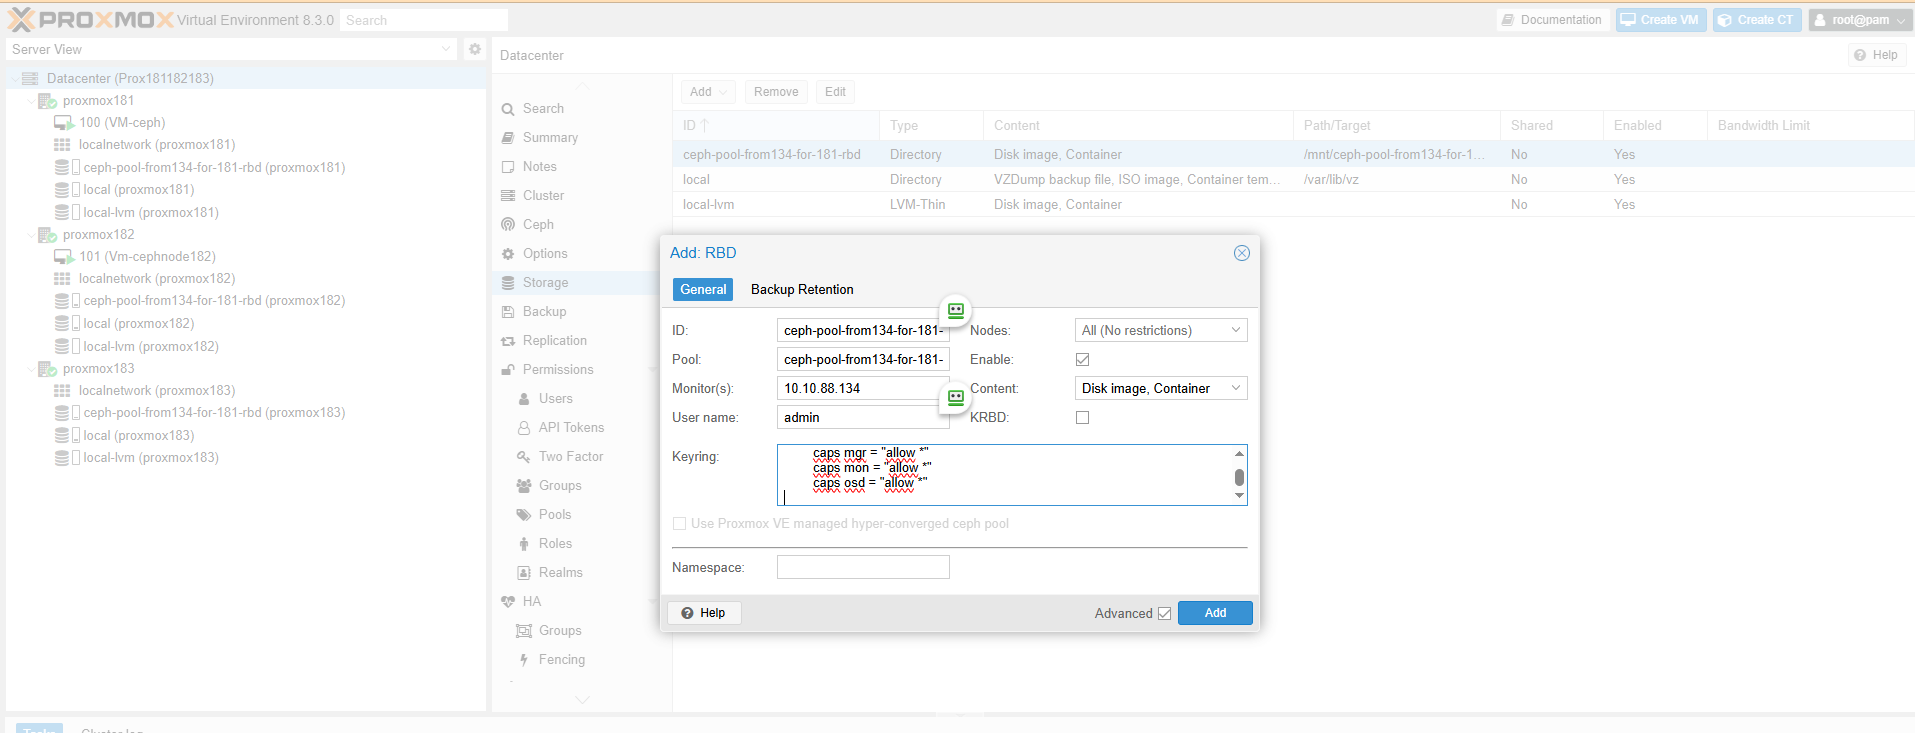 PROXMOX Virtual Environment 8.3.0 Search Documentation Create VM Create CT root@pam
Server View
Datacenter (Prox181182183)
proxmox181
100 (VM-ceph)
localnetwork (proxmox181)
ceph-pool-from134-for-181-rbd (proxmox181)
local (proxmox181)
local-lvm (proxmox181)
proxmox182
101 (Vm-cephnode182)
localnetwork (proxmox182)
ceph-pool-from134-for-181-rbd (proxmox182)
local (proxmox182)
local-lvm (proxmox182)
proxmox183
localnetwork (proxmox183)
ceph-pool-from134-for-181-rbd (proxmox183)
local (proxmox183)
local-lvm (proxmox183)
Datacenter Help
Search
Summary
Notes
Cluster
Ceph
Options
Storage
Backup
Replication
Permissions
Users
API Tokens
Two Factor
Groups
Pools
Roles
Realms
HA
Groups
Fencing
Add Remove Edit
ID Type Content Path/Target Shared Enabled Bandwidth Limit
ceph-pool-from134-for-181-rbd Directory Disk image, Container /mnt/ceph-pool-from134-for-1... No Yes
local Directory VZDump backup file, ISO image, Container tem... /var/lib/vz No Yes
local-lvm LVM-Thin Disk image, Container No Yes
Add: RBD
General Backup Retention
ID: ceph-pool-from134-for-181- Nodes: All (No restrictions)
Pool: ceph-pool-from134-for-181- Enable:
Monitor(s): 10.10.88.134 Content: Disk image, Container
User name: admin KRBD:
Keyring: caps mgr = "allow *"
caps mon = "allow *"
caps osd = "allow *"
Use Proxmox VE managed hyper-converged ceph pool
Namespace:
Help Advanced Add
Tasks Cluster log